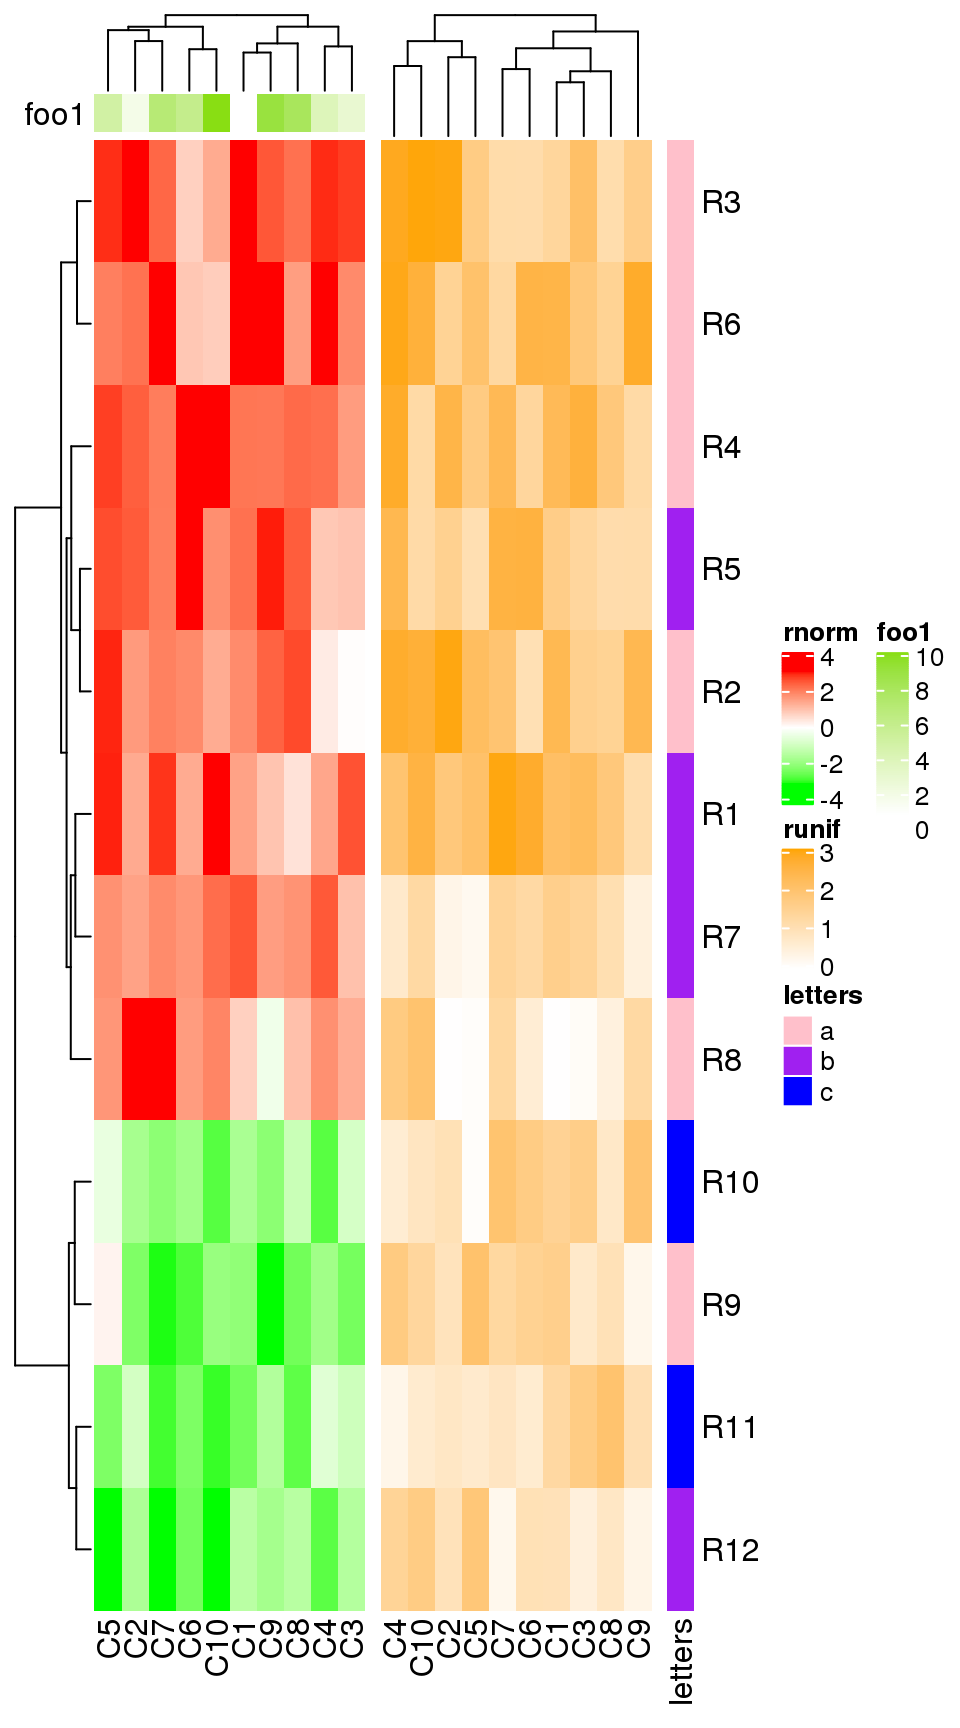 foo1
R3
R6
R4
R5
R2
R1
R7
R8
R10
R9
R11
R12
C5 C2 C7 C6 C10 C1 C9 C8 C4 C3
C4 C10 C2 C5 C7 C6 C1 C3 C8 C9
letters
rnorm
4
2
0
-2
-4
foo1
10
8
6
4
2
0
runif
3
2
1
0
letters
a
b
c